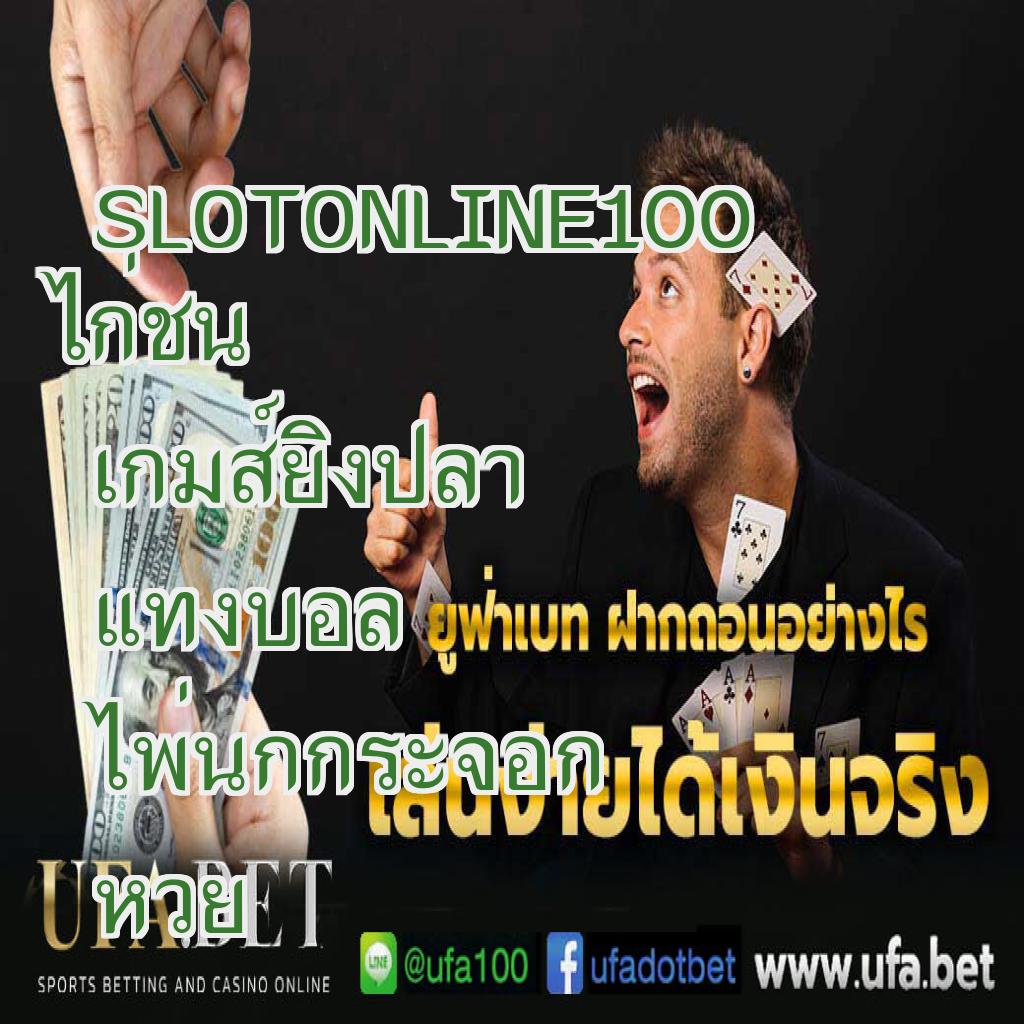 SLOTONLINE100
ไก่ชน
เกมส์ยิงปลา
แทงบอล
ยูฟ่าเบท ฝากถอนอย่างไร
ไพ่นกกระจอก
เล่นง่ายได้เงินจริง
หวย
UFA.BET
SPORTS BETTING AND CASINO ONLINE
LINE @ufa100 f ufadotbet www.ufa.bet